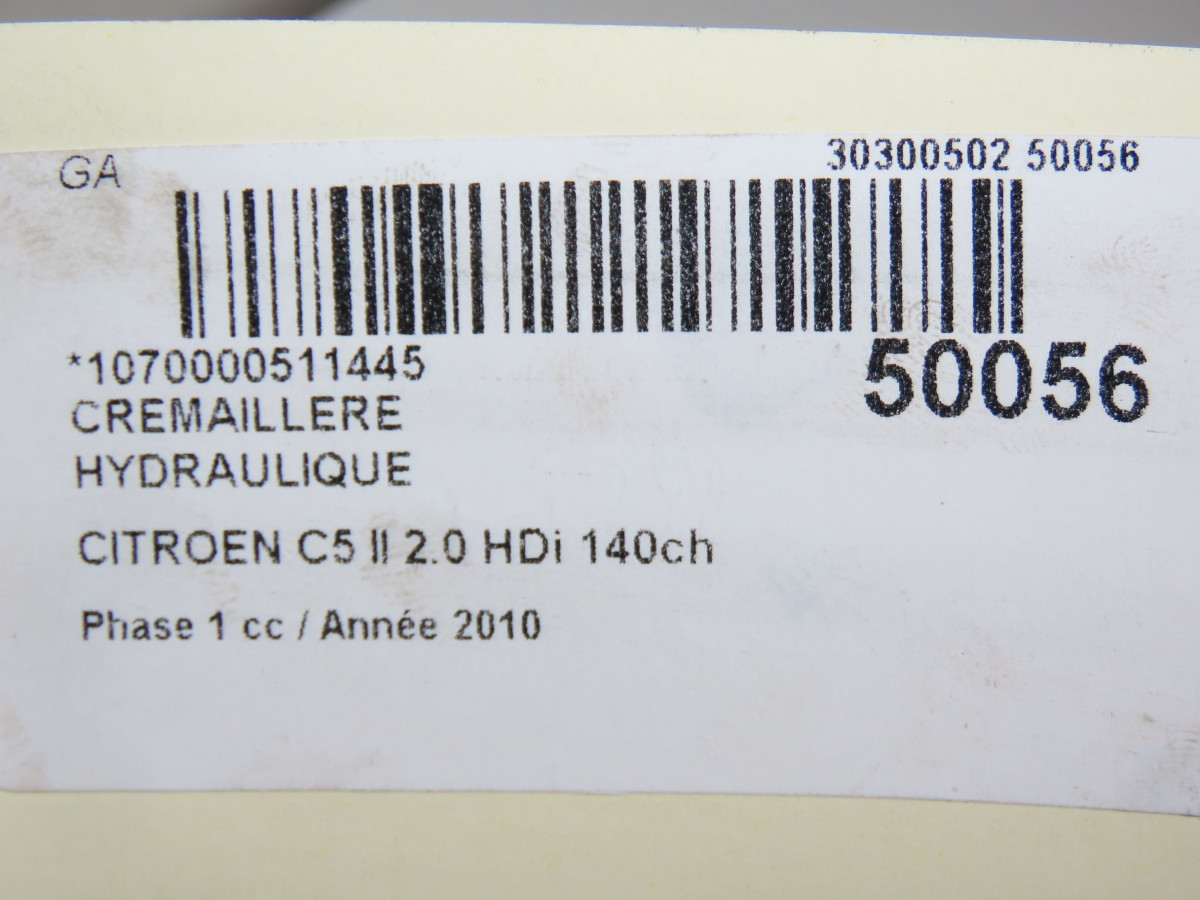 GA
30300502 50056
*1070000511445
50056
CREMAILLERE
HYDRAULIQUE
CITROEN C5 II 2.0 HDi 140ch
Phase 1 cc / Année 2010